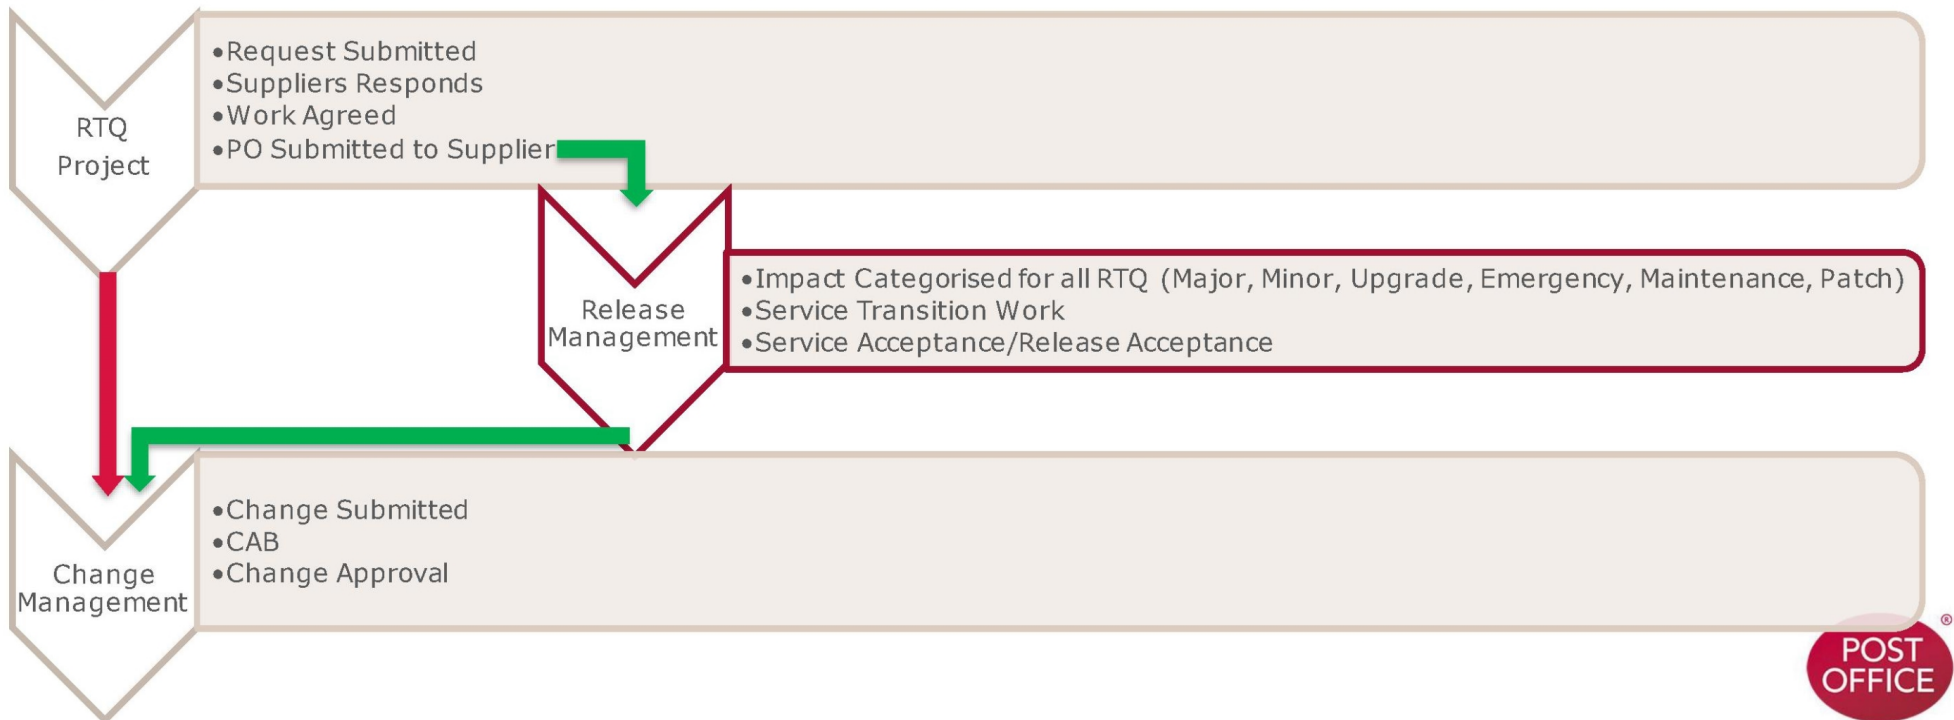 RTQ
Project
•Request Submitted
•Suppliers Responds
•Work Agreed
•PO Submitted to Supplier
Release
Management
•Impact Categorised for all RTQ (Major, Minor, Upgrade, Emergency, Maintenance, Patch)
•Service Transition Work
•Service Acceptance/Release Acceptance
Change
Management
•Change Submitted
•CAB
•Change Approval
POST
OFFICE
®